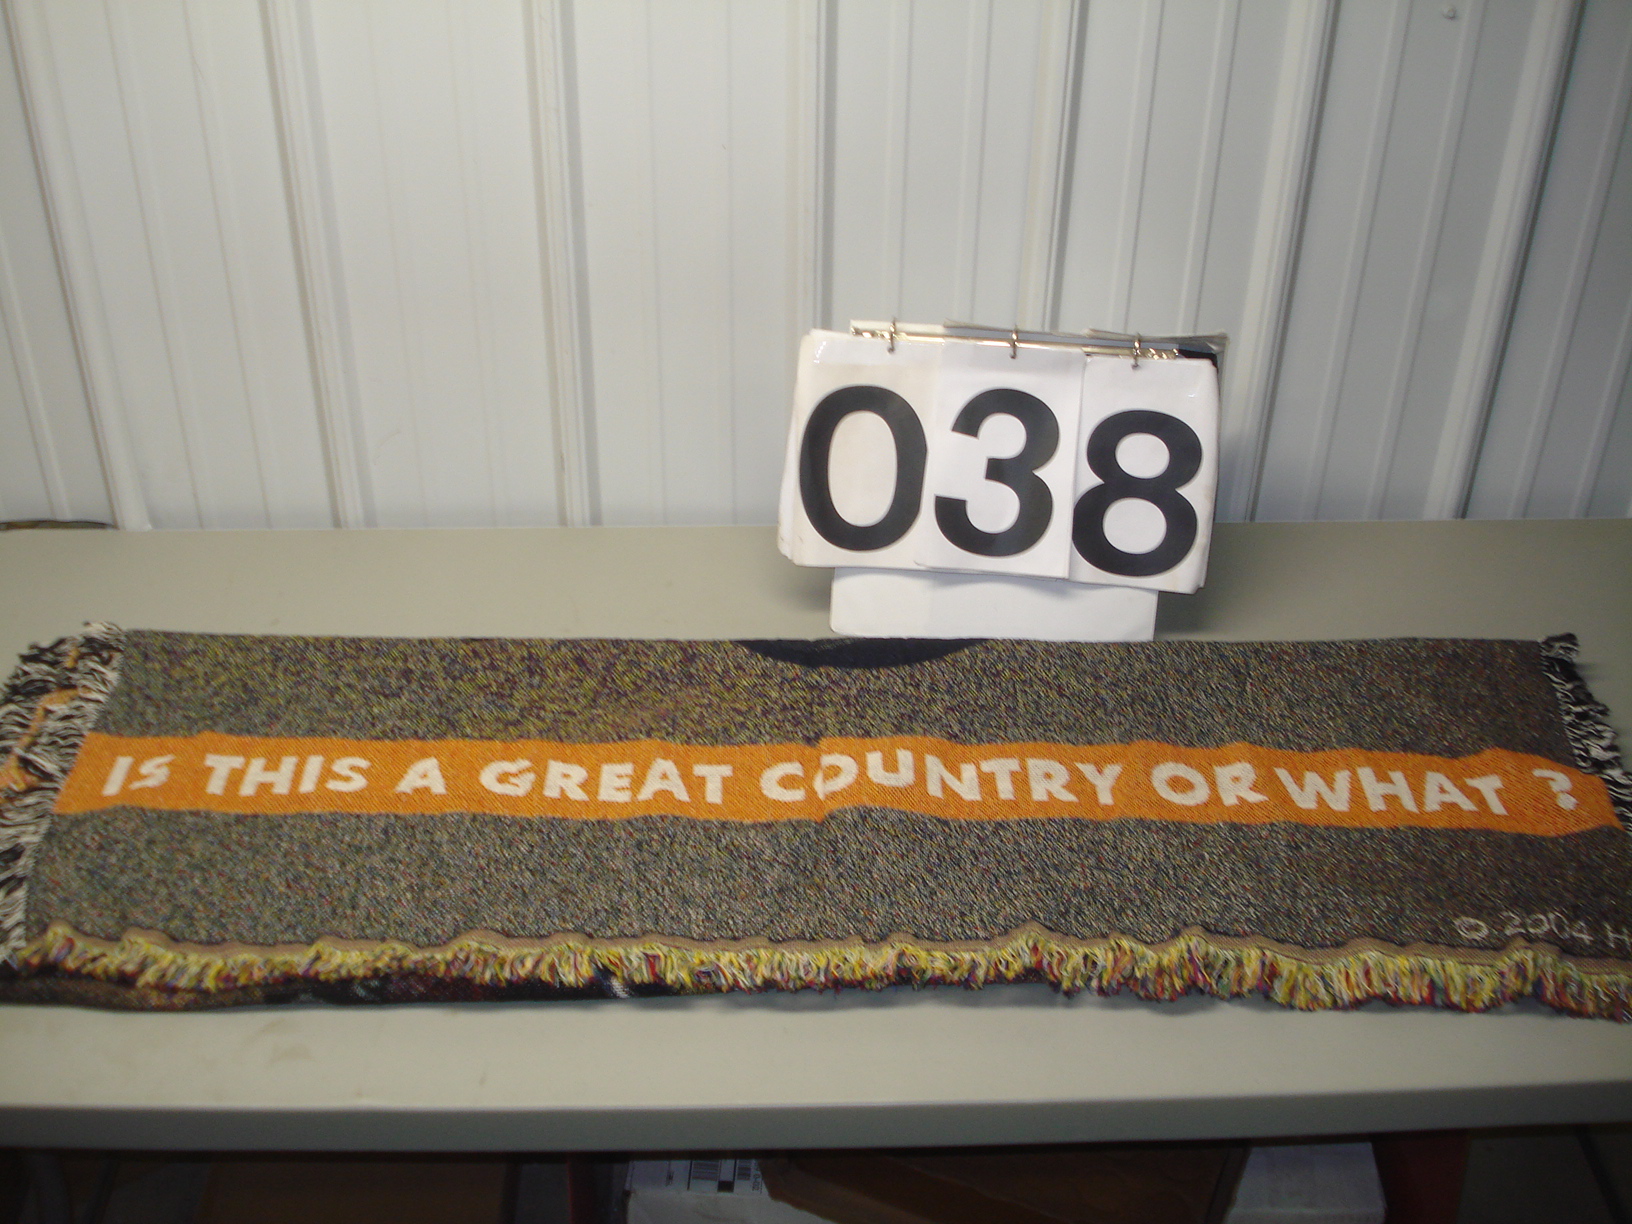 038
IS THIS A GREAT COUNTRY OR WHAT ?
© 2004 H